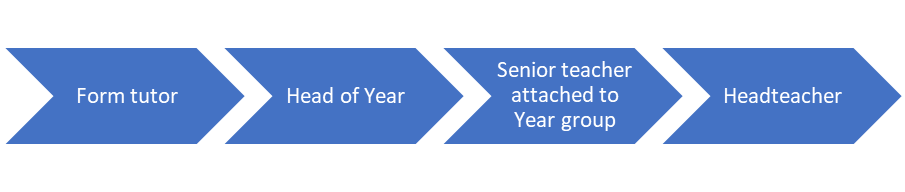 Form tutor
Head of Year
Senior teacher
attached to
Year group
Headteacher